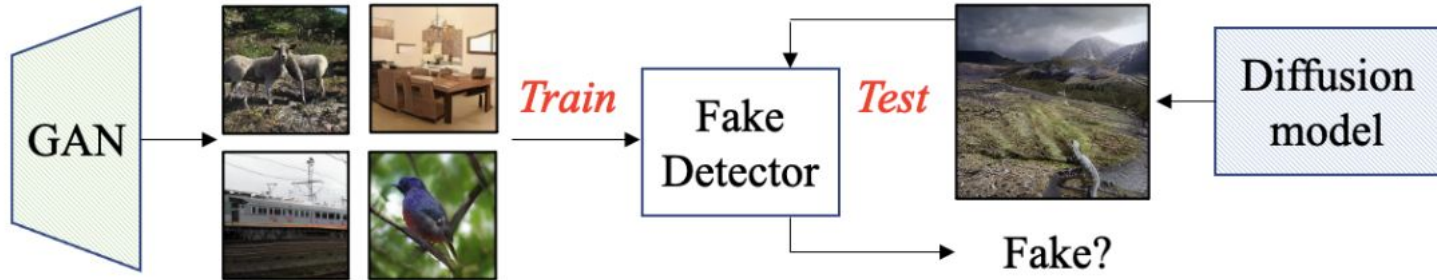 GAN
Train
Fake
Detector
Test
Diffusion
model
Fake?